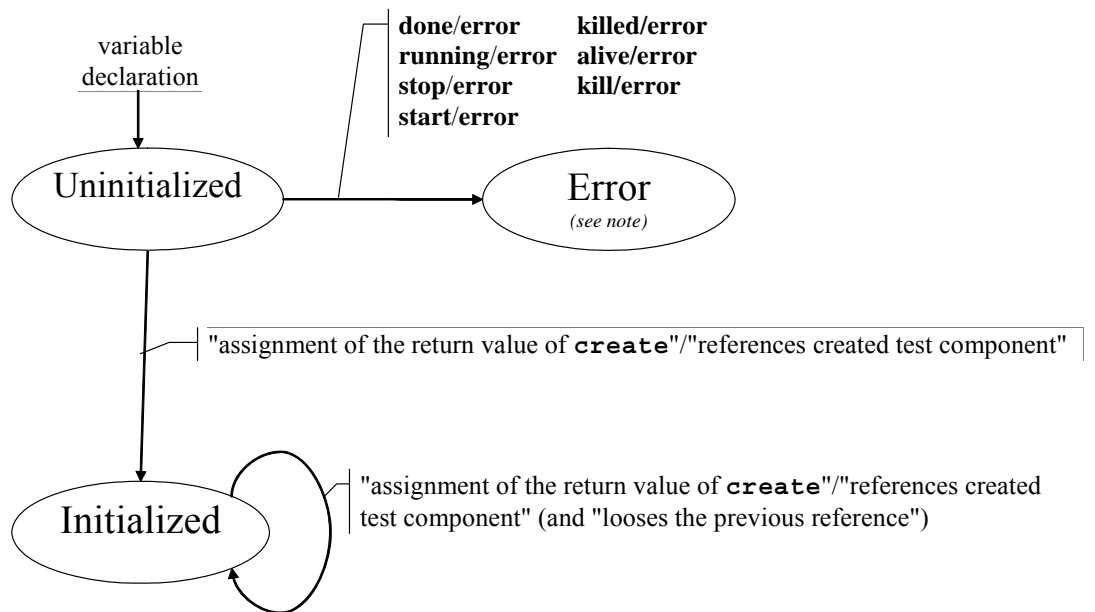 variable
declaration
done/error killed/error
running/error alive/error
stop/error kill/error
start/error
Uninitialized
Error
(see note)
"assignment of the return value of create"/"references created test component"
Initialized
"assignment of the return value of create"/"references created
test component" (and "looses the previous reference")